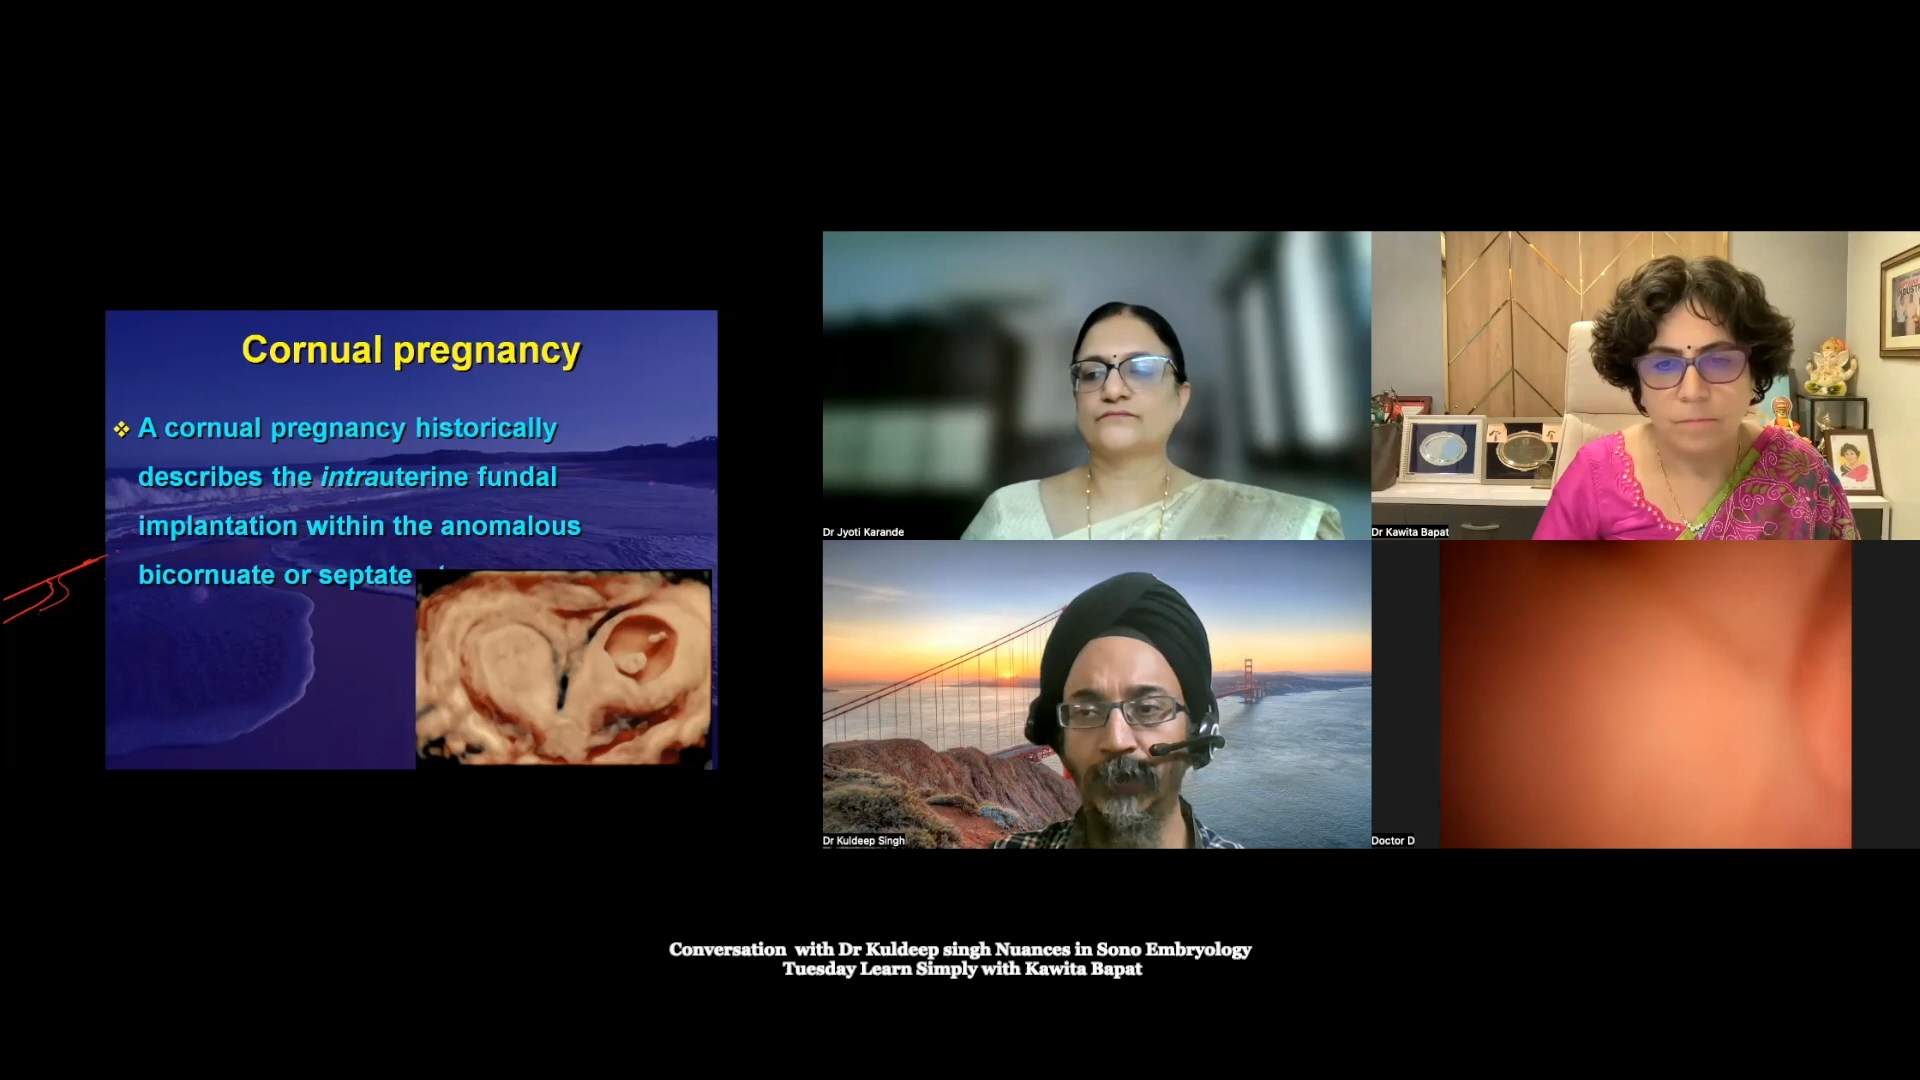 Cornual pregnancy
❖ A cornual pregnancy historically
describes the intrauterine fundal
implantation within the anomalous
bicornuate or septate
Dr Jyoti Karande
Dr Kawita Bapat
Dr Kuldeep Singh
Doctor D
Conversation with Dr Kuldeep singh Nuances in Sono Embryology
Tuesday Learn Simply with Kawita Bapat